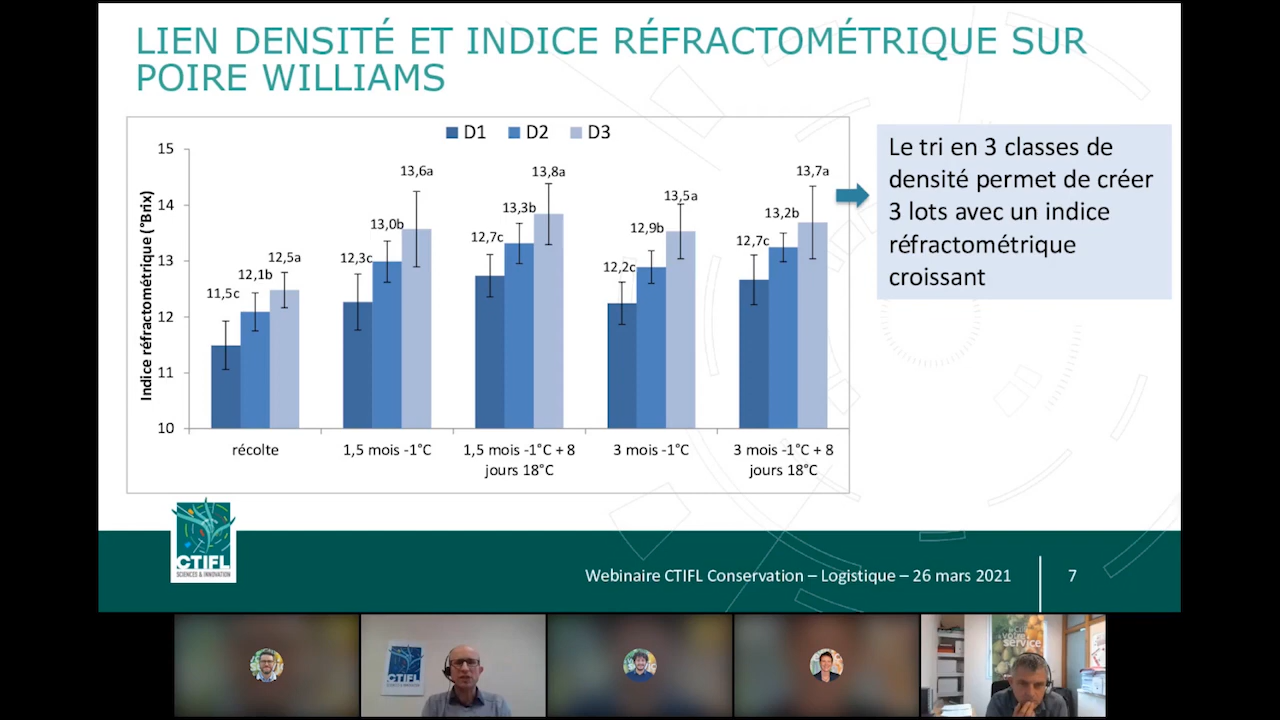 LIEN DENSITÉ ET INDICE RÉFRACTOMÉTRIQUE SUR
POIRE WILLIAMS
D1 D2 D3
Indice réfractométrique (°Brix)
15
14
13
12
11
10
11,5c 12,1b 12,5a
12,3c 13,0b 13,6a
12,7c 13,3b 13,8a
12,2c 12,9b 13,5a
12,7c 13,2b 13,7a
récolte
1,5 mois -1°C
1,5 mois -1°C + 8
jours 18°C
3 mois -1°C
3 mois -1°C + 8
jours 18°C
Le tri en 3 classes de
densité permet de créer
3 lots avec un indice
réfractométrique
croissant
CTIFL
SCIENCES & INNOVATION
Webinaire CTIFL Conservation – Logistique – 26 mars 2021
7
CTIFL
votre
service